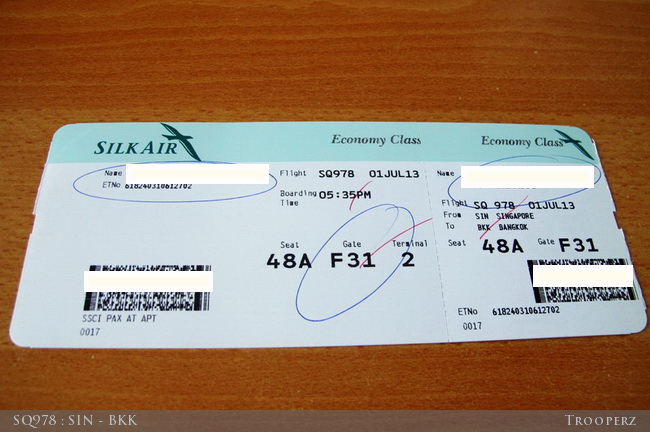 SILKAIR
Economy Class
Name
ETNo 618240310612702
Flight SQ978 01JUL13
Boarding Time 05:35PM
Seat Gate Terminal
48A F31 2
SSCI PAX AT APT
0017
Economy Class
Name
Flight SQ 978 01JUL13
From SIN SINGAPORE
To BKK BANGKOK
Seat 48A Gate F31
ETNo 618240310612702
0017
SQ978 : SIN - BKK
TROOPERZ